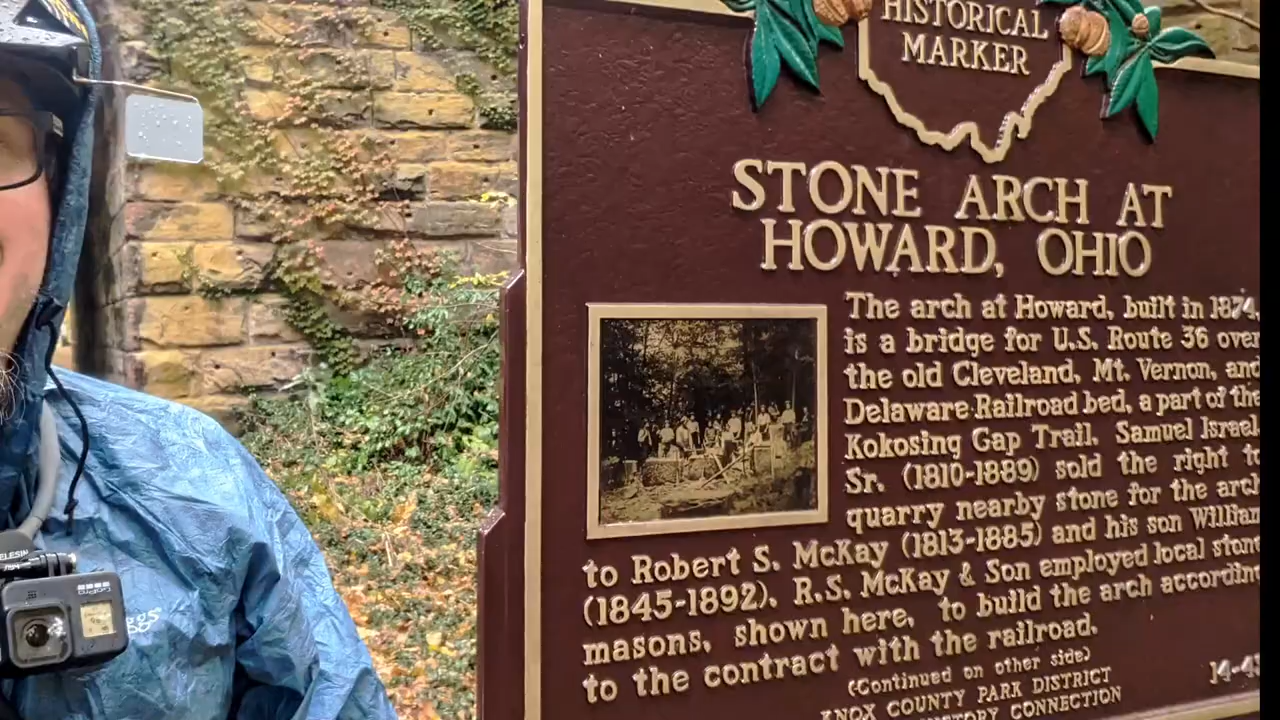 HISTORICAL
MARKER
STONE ARCH AT
HOWARD, OHIO
The arch at Howard, built in 1874,
is a bridge for U.S. Route 36 over
the old Cleveland, Mt. Vernon, and
Delaware Railroad bed, a part of the
Kokosing Gap Trail. Samuel Israel
Sr. (1810-1889) sold the right to
quarry nearby stone for the arch
to Robert S. McKay (1813-1885) and his son William
(1845-1892). R.S. McKay & Son employed local stone
masons, shown here, to build the arch according
to the contract with the railroad.
(Continued on other side)
KNOX COUNTY PARK DISTRICT
HISTORY CONNECTION
14-4
GoPro
ggs